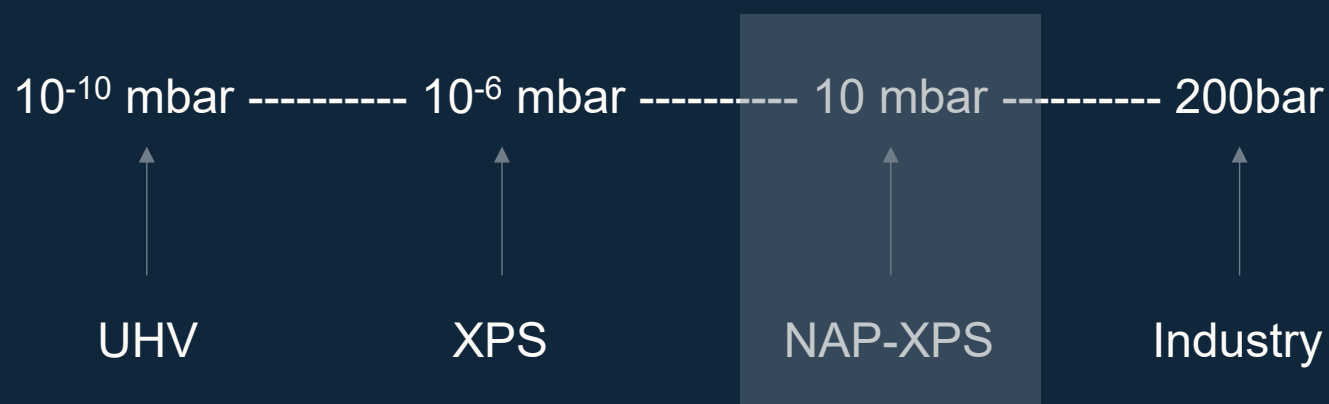 10⁻¹⁰ mbar ---------- 10⁻⁶ mbar ---------- 10 mbar ---------- 200bar
UHV XPS NAP-XPS Industry